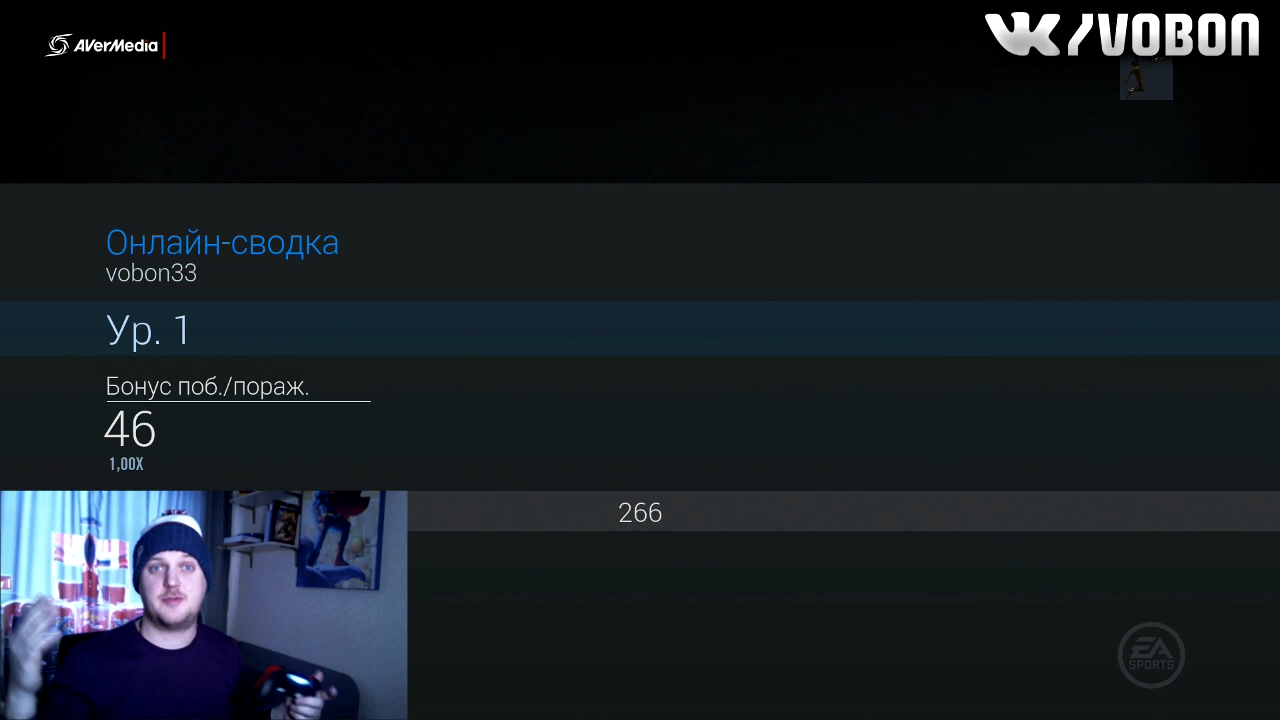 AVerMedia
VK/VOBON
Онлайн-сводка
vobon33
Ур. 1
Бонус поб./пораж.
46
1,00X
266
EA
SPORTS